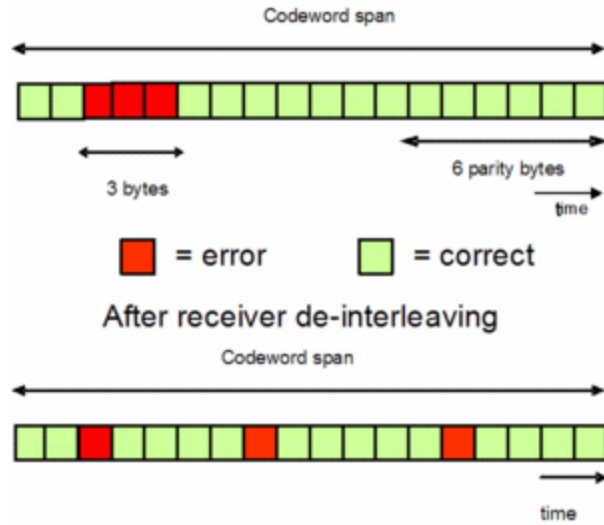 Codeword span
3 bytes
6 parity bytes
time
= error
= correct
After receiver de-interleaving
Codeword span
time